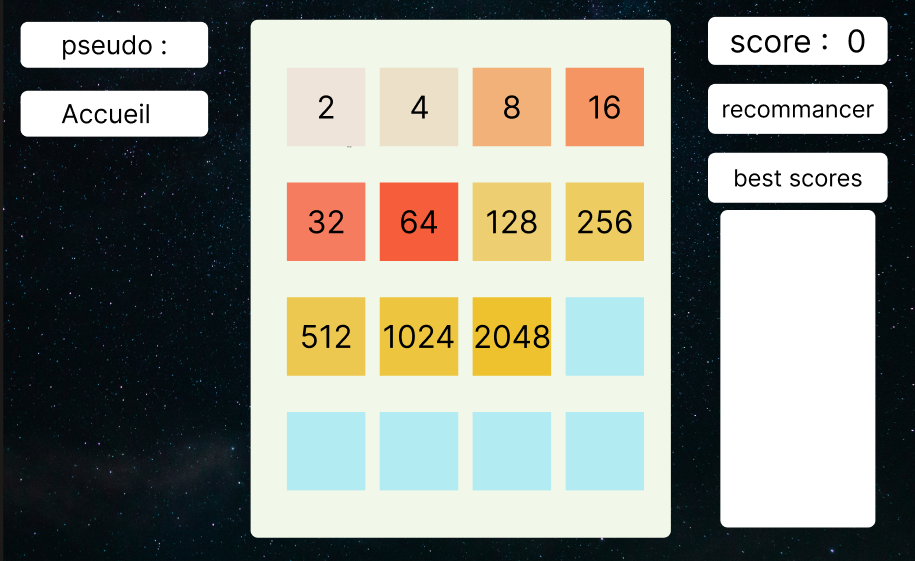 pseudo :
Accueil
2 4 8 16
32 64 128 256
512 1024 2048
score : 0
recommancer
best scores